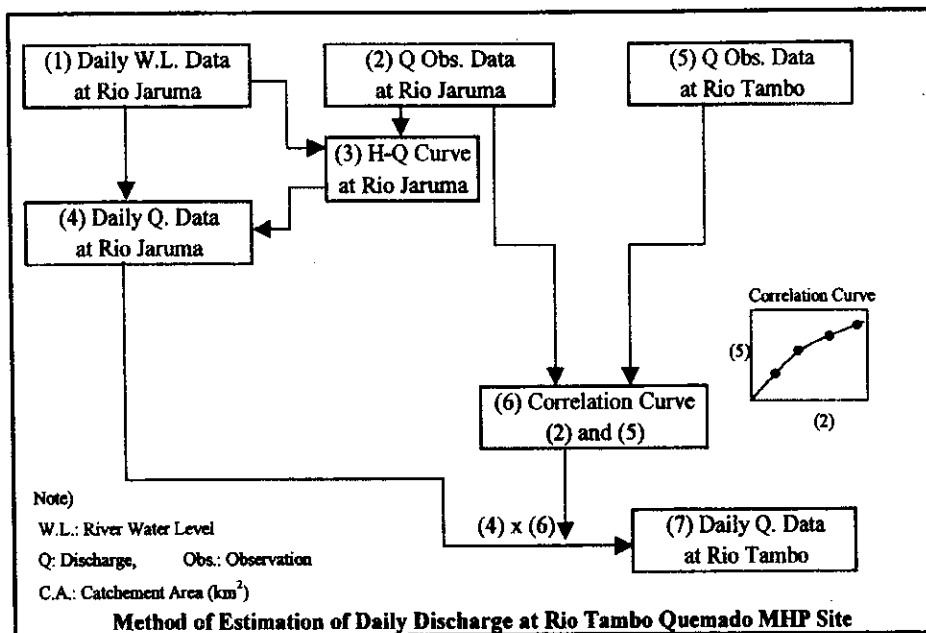 (1) Daily W.L. Data
at Rio Jaruma
(2) Q Obs. Data
at Rio Jaruma
(5) Q Obs. Data
at Rio Tambo
(3) H-Q Curve
at Rio Jaruma
(4) Daily Q. Data
at Rio Jaruma
Correlation Curve
(5)
(2)
(6) Correlation Curve
(2) and (5)
(4) x (6)
(7) Daily Q. Data
at Rio Tambo
Note)
W.L.: River Water Level
Q: Discharge, Obs.: Observation
C.A.: Catchement Area (km²)
Method of Estimation of Daily Discharge at Rio Tambo Quemado MHP Site